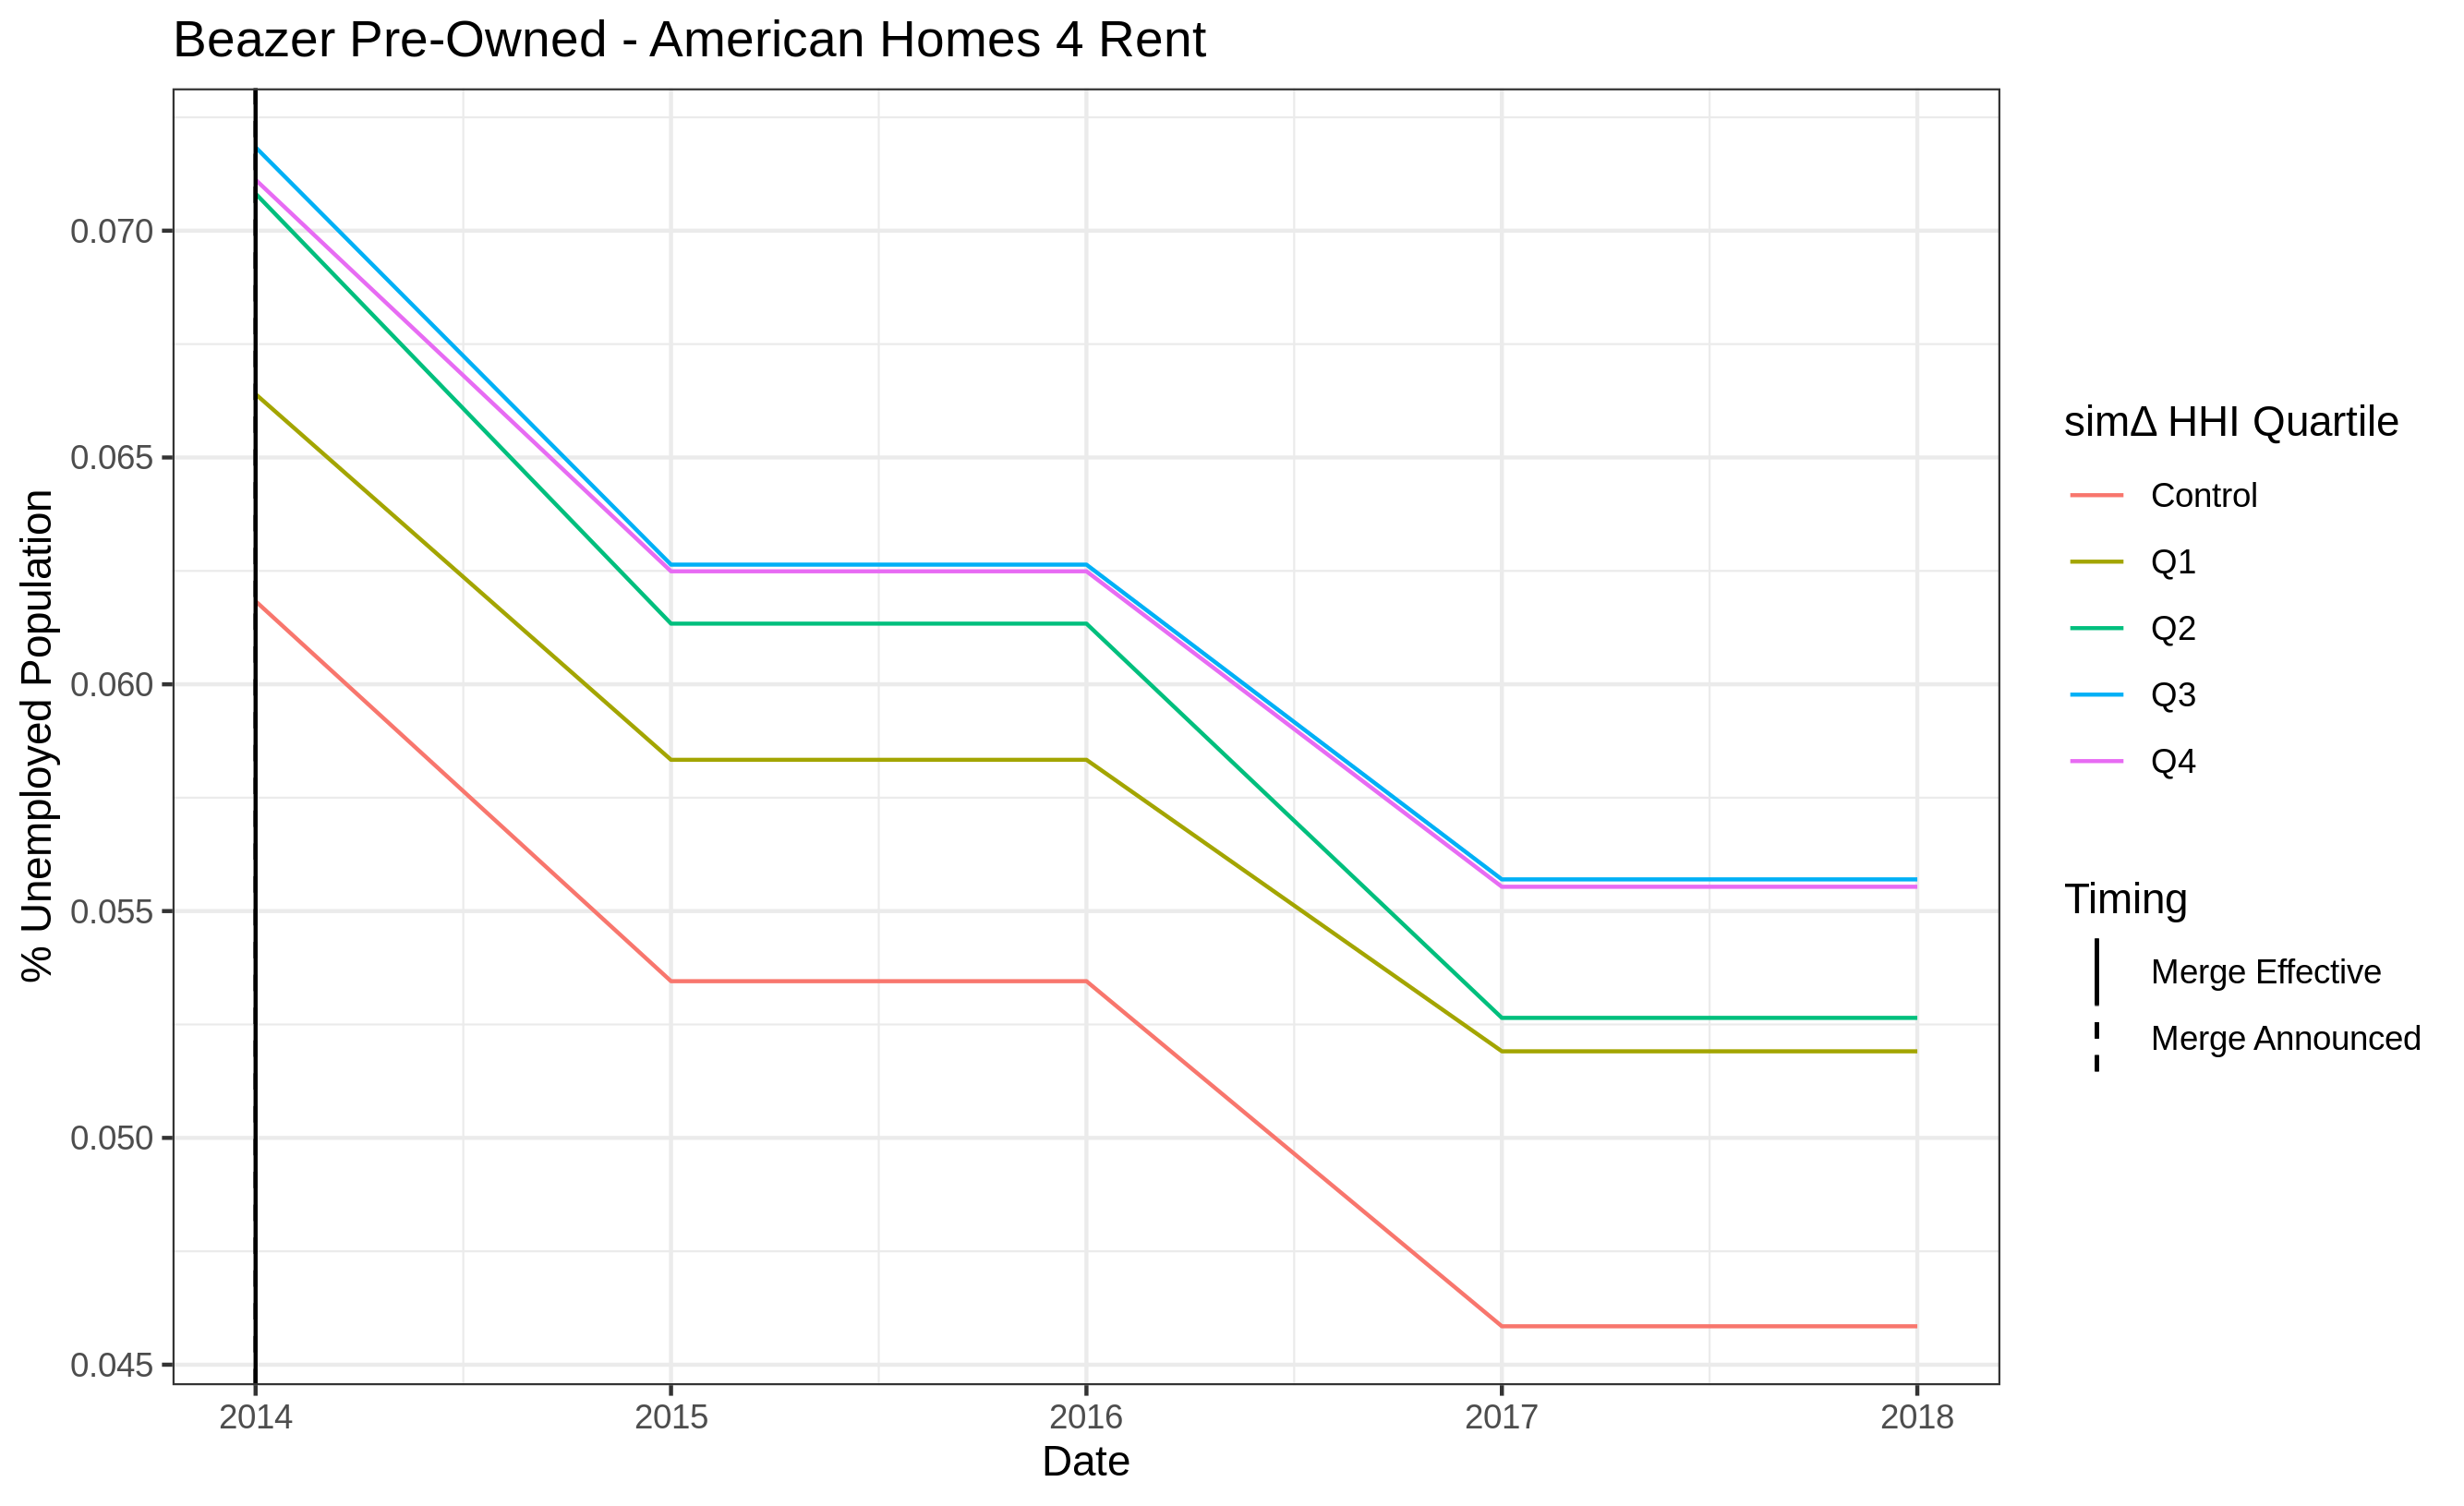 Beazer Pre-Owned - American Homes 4 Rent
% Unemployed Population
0.070
0.065
0.060
0.055
0.050
0.045
2014 2015 2016 2017 2018
Date
simΔ HHI Quartile
Control
Q1
Q2
Q3
Q4
Timing
Merge Effective
Merge Announced